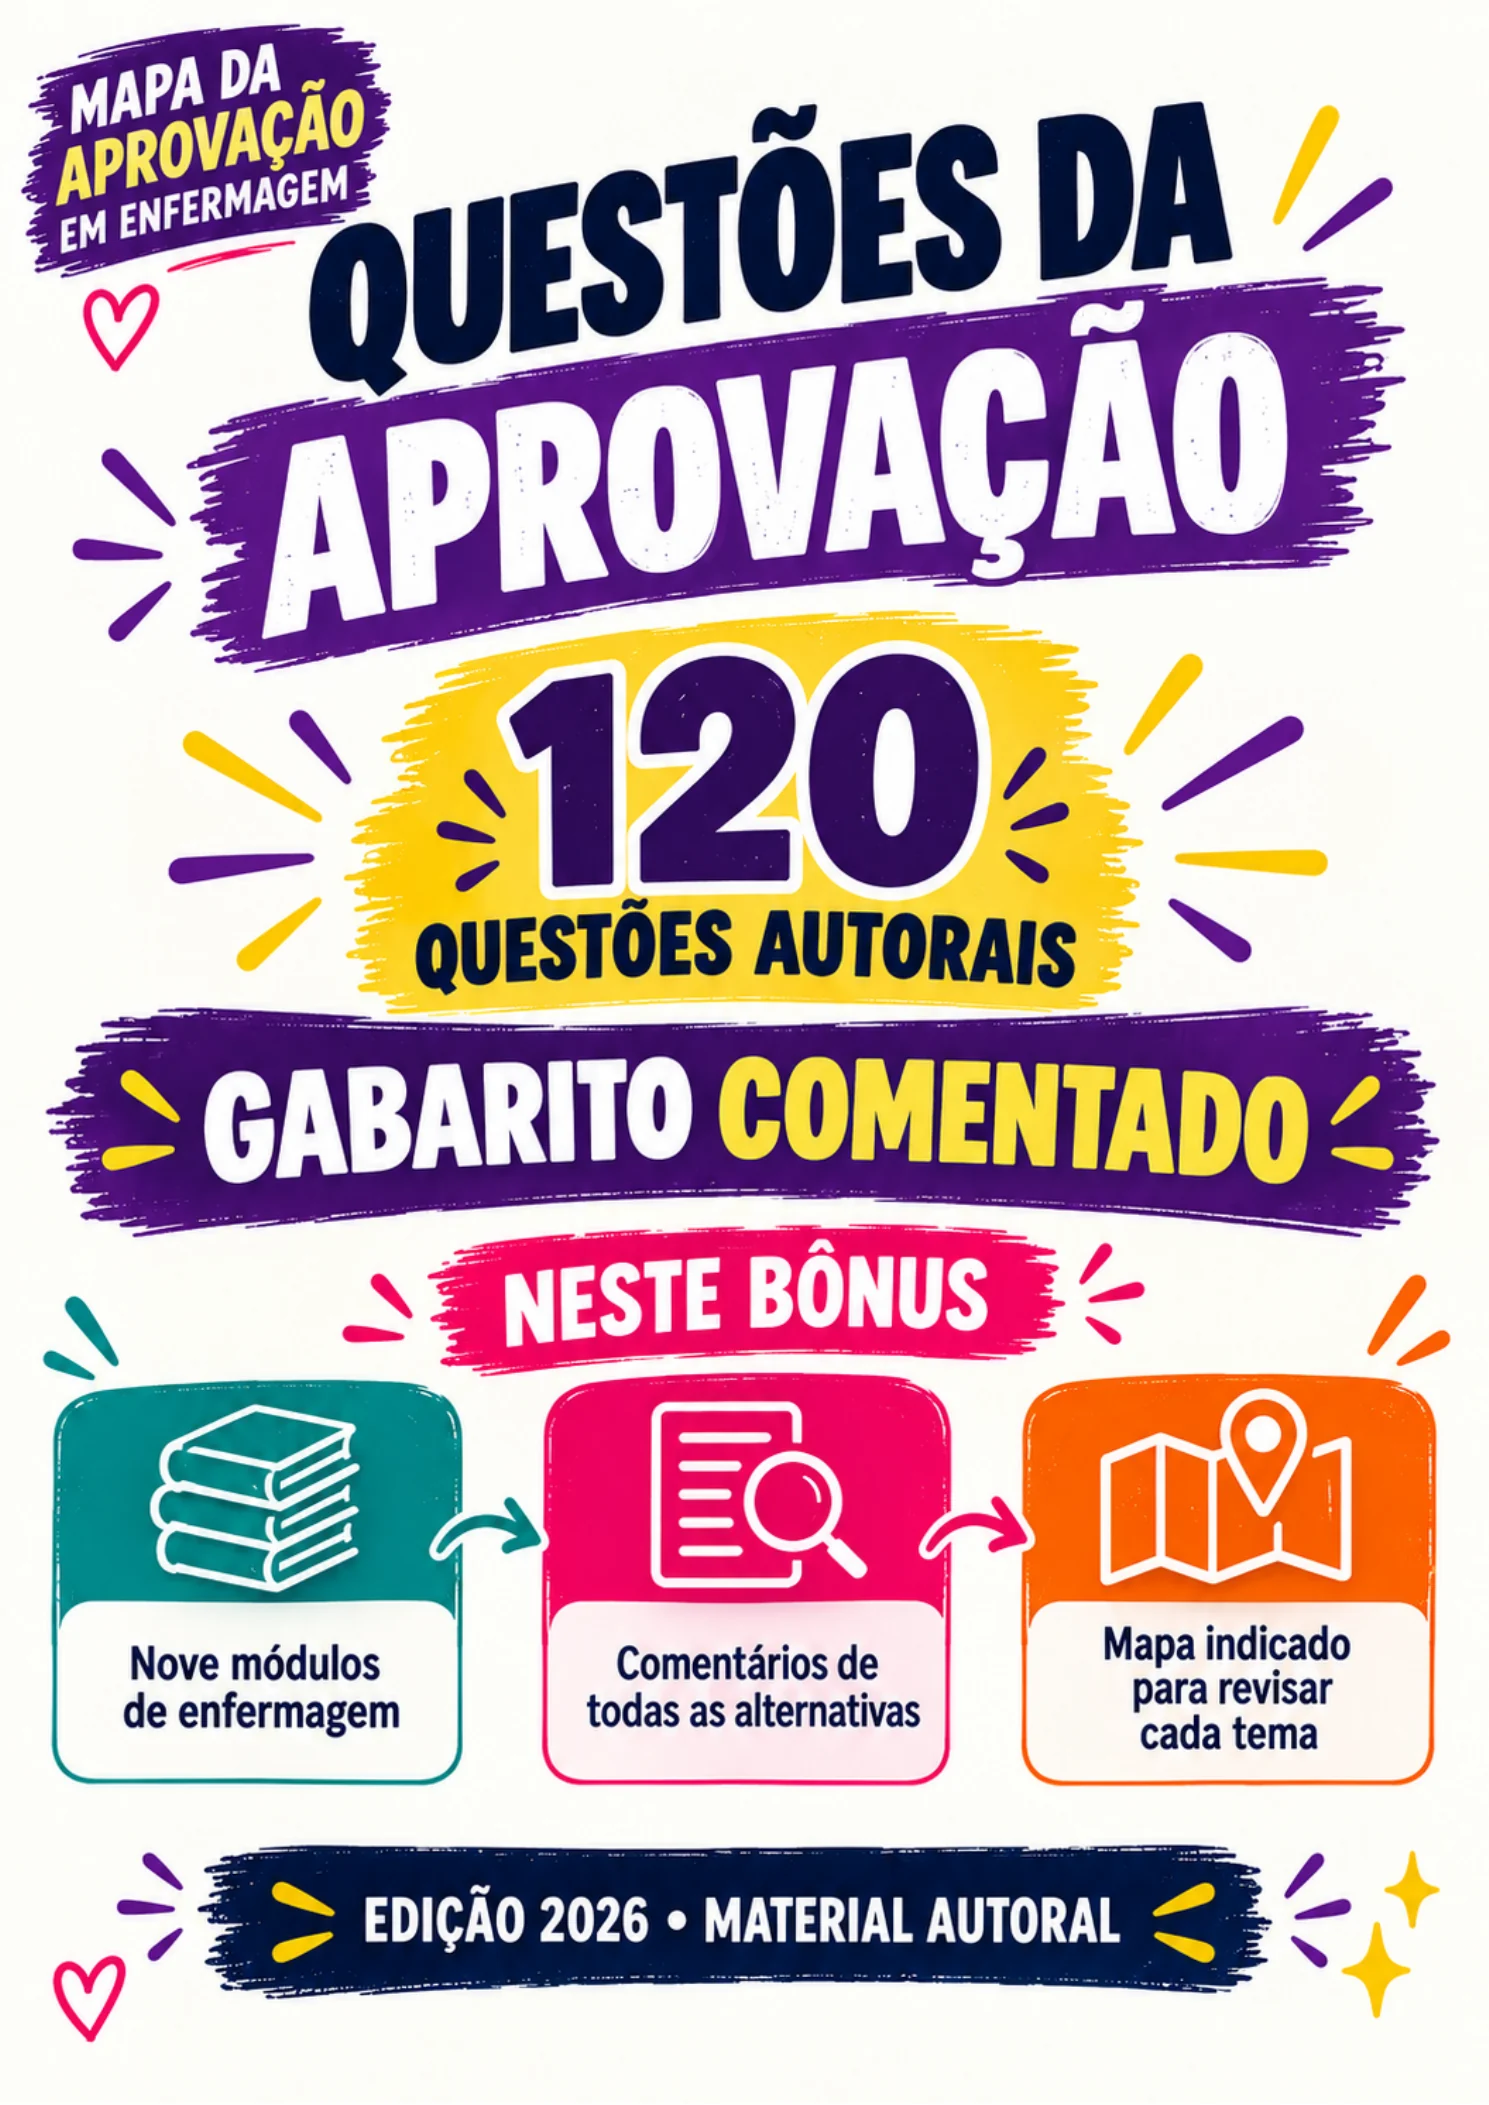 MAPA DA
APROVAÇÃO
EM ENFERMAGEM
QUESTÕES DA
APROVAÇÃO
120
QUESTÕES AUTORAIS
GABARITO COMENTADO
NESTE BÔNUS
Nove módulos
de enfermagem
Comentários de
todas as alternativas
Mapa indicado
para revisar
cada tema
EDIÇÃO 2026 • MATERIAL AUTORAL